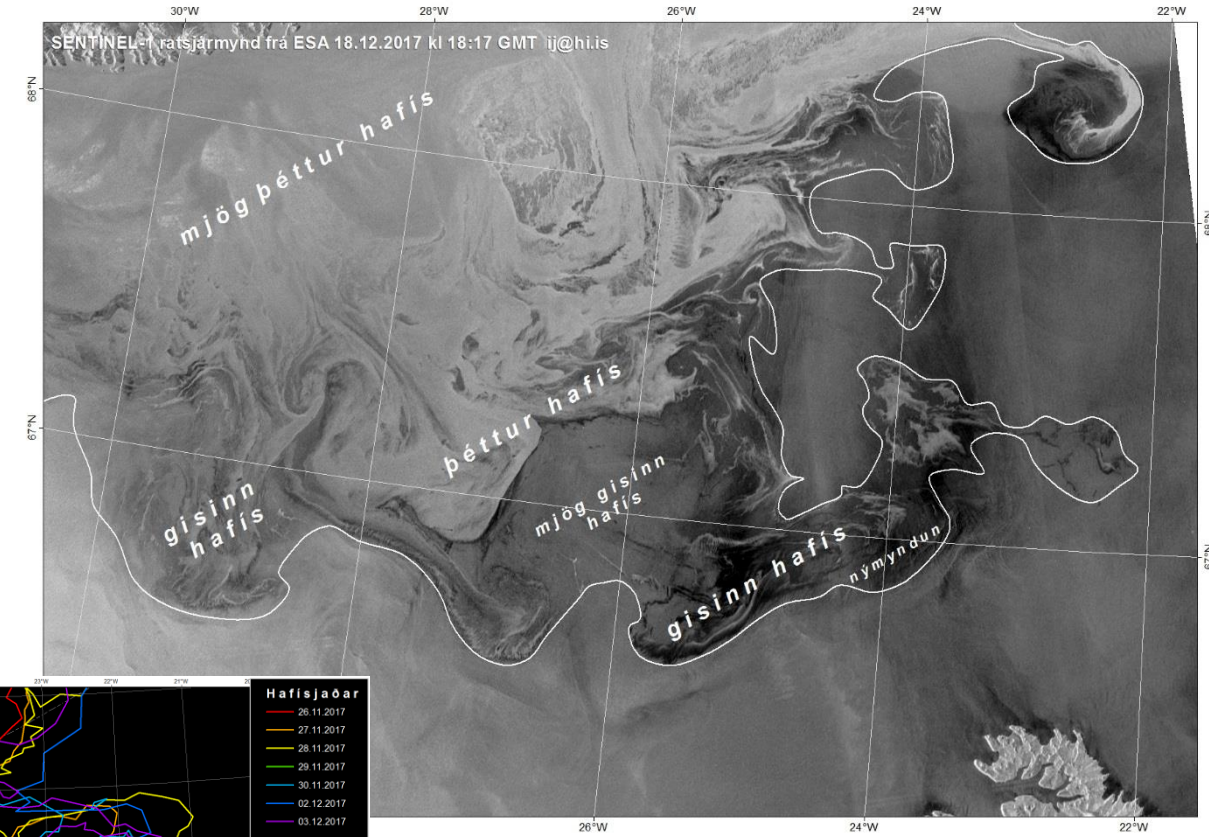 30°W
28°W
26°W
24°W
22°W
SENTINEL-1 ratsjármynd frá ESA 18.12.2017 kl 18:17 GMT ij@hi.is
68°N
mjög þéttur hafís
68°N
67°N
þéttur hafís
gisinn
hafís
mjög gisinn
hafís
gisinn hafís
nýmyndun
67°N
23°W
22°W
21°W
Hafísjaðar
26.11.2017
27.11.2017
28.11.2017
29.11.2017
30.11.2017
02.12.2017
03.12.2017
26°W
24°W
22°W